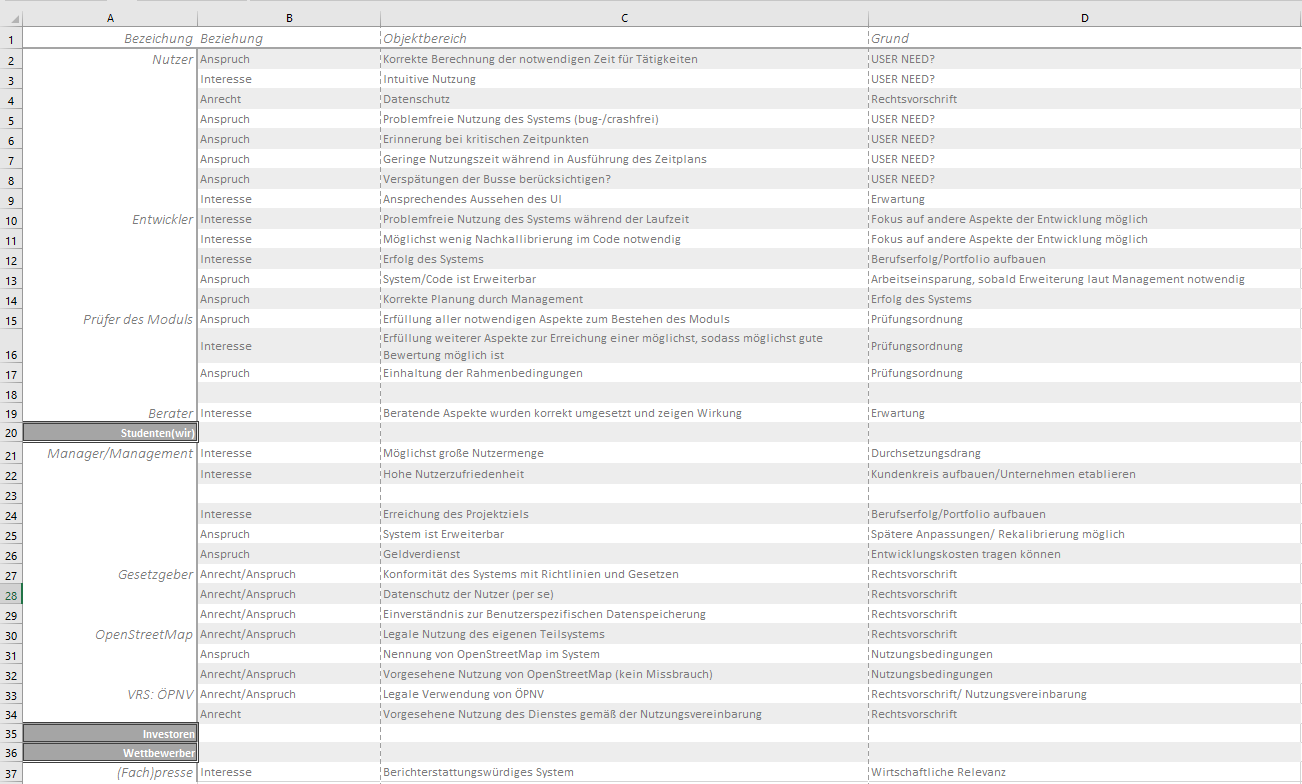 A B C D
1 Bezeichung Beziehung Objektbereich Grund
2 Nutzer Anspruch Korrekte Berechnung der notwendigen Zeit für Tätigkeiten USER NEED?
3 Interesse Intuitive Nutzung USER NEED?
4 Anrecht Datenschutz Rechtsvorschrift
5 Anspruch Problemfreie Nutzung des Systems (bug-/crashfrei) USER NEED?
6 Anspruch Erinnerung bei kritischen Zeitpunkten USER NEED?
7 Anspruch Geringe Nutzungszeit während in Ausführung des Zeitplans USER NEED?
8 Anspruch Verspätungen der Busse berücksichtigen? USER NEED?
9 Interesse Ansprechendes Aussehen des UI Erwartung
10 Entwickler Interesse Problemfreie Nutzung des Systems während der Laufzeit Fokus auf andere Aspekte der Entwicklung möglich
11 Interesse Möglichst wenig Nachkallibrierung im Code notwendig Fokus auf andere Aspekte der Entwicklung möglich
12 Interesse Erfolg des Systems Berufserfolg/Portfolio aufbauen
13 Anspruch System/Code ist Erweiterbar Arbeitseinsparung, sobald Erweiterung laut Management notwendig
14 Anspruch Korrekte Planung durch Management Erfolg des Systems
15 Prüfer des Moduls Anspruch Erfüllung aller notwendigen Aspekte zum Bestehen des Moduls Prüfungsordnung
16 Interesse Erfüllung weiterer Aspekte zur Erreichung einer möglichst, sodass möglichst gute
Bewertung möglich ist Prüfungsordnung
17 Anspruch Einhaltung der Rahmenbedingungen Prüfungsordnung
18
19 Berater Interesse Beratende Aspekte wurden korrekt umgesetzt und zeigen Wirkung Erwartung
20 Studenten(wir)
21 Manager/Management Interesse Möglichst große Nutzermenge Durchsetzungsdrang
22 Interesse Hohe Nutzerzufriedenheit Kundenkreis aufbauen/Unternehmen etablieren
23
24 Interesse Erreichung des Projektziels Berufserfolg/Portfolio aufbauen
25 Anspruch System ist Erweiterbar Spätere Anpassungen/ Rekalibrierung möglich
26 Anspruch Geldverdienst Entwicklungskosten tragen können
27 Gesetzgeber Anrecht/Anspruch Konformität des Systems mit Richtlinien und Gesetzen Rechtsvorschrift
28 Anrecht/Anspruch Datenschutz der Nutzer (per se) Rechtsvorschrift
29 Anrecht/Anspruch Einverständnis zur Benutzerspezifischen Datenspeicherung Rechtsvorschrift
30 OpenStreetMap Anrecht/Anspruch Legale Nutzung des eigenen Teilsystems Rechtsvorschrift
31 Anspruch Nennung von OpenStreetMap im System Nutzungsbedingungen
32 Anrecht/Anspruch Vorgesehene Nutzung von OpenStreetMap (kein Missbrauch) Nutzungsbedingungen
33 VRS: ÖPNV Anrecht/Anspruch Legale Verwendung von ÖPNV Rechtsvorschrift/ Nutzungsvereinbarung
34 Anrecht Vorgesehene Nutzung des Dienstes gemäß der Nutzungsvereinbarung Rechtsvorschrift
35 Investoren
36 Wettbewerber
37 (Fach)presse Interesse Berichterstattungswürdiges System Wirtschaftliche Relevanz